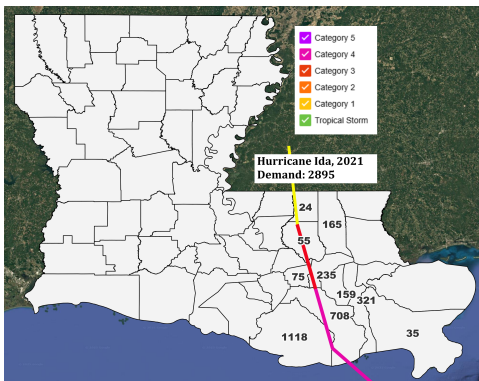 Category 5
Category 4
Category 3
Category 2
Category 1
Tropical Storm
Hurricane Ida, 2021
Demand: 2895
24
165
55
75
235
159
321
708
1118
35